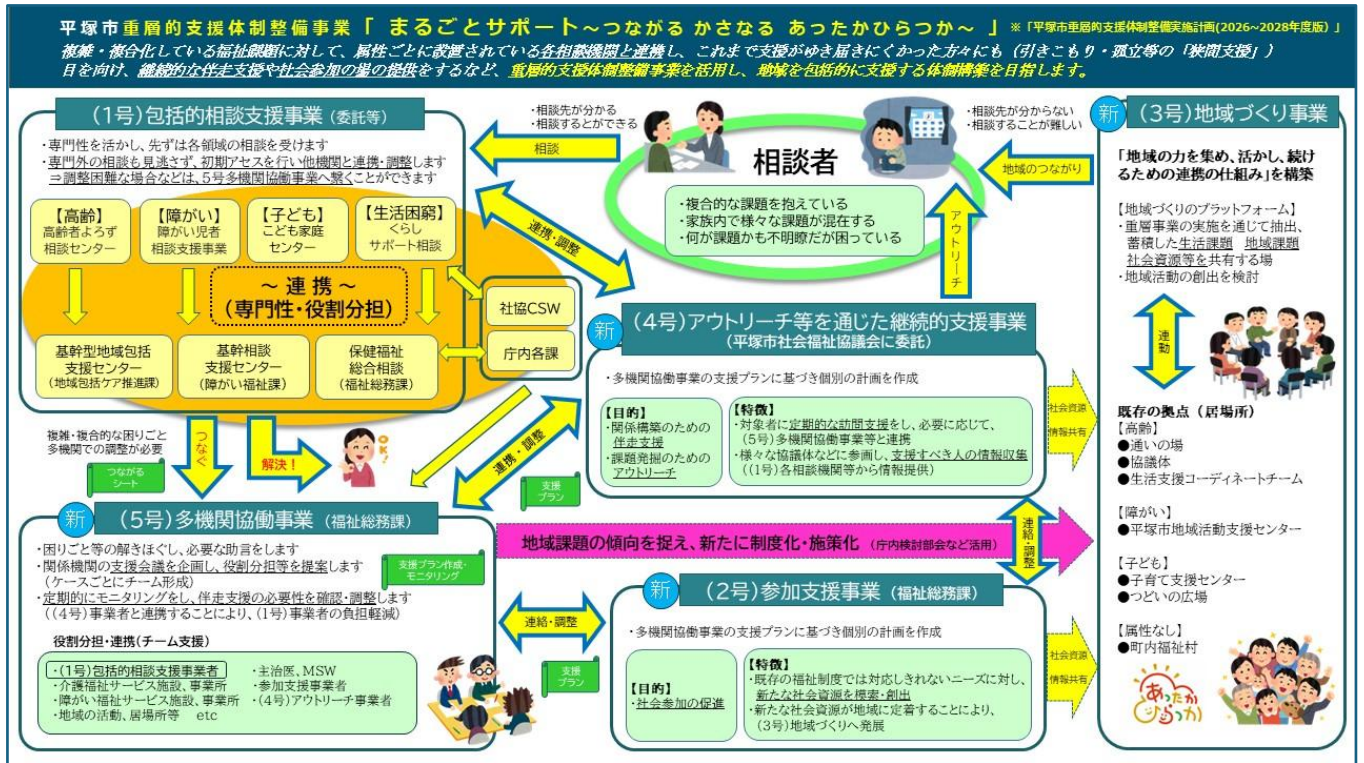 平塚市重層的支援体制整備事業「 まるごとサポート～つながる かさなる あったかひらつか～ 」 ※「平塚市重層的支援体制整備実施計画(2026~2028年度版) 」
複雑・複合化している福祉課題に対して、属性ごとに設置されている各相談機関と連携し、これまで支援がゆき届きにくかった方々にも (引きこもり・孤立等の「狭間支援」)
目を向け、継続的な伴走支援や社会参加の場の提供をするなど、重層的支援体制整備事業を活用し、地域を包括的に支援する体制構築を目指します。
(1号)包括的相談支援事業 (委託等)
・専門性を活かし、先ずは各領域の相談を受けます
・専門外の相談も見逃さず、初期アセスを行い他機関と連携・調整します
⇒調整困難な場合などは、5号多機関協働事業へ繋ぐことができます
【高齢】
高齢者よろず
相談センター
【障がい】
障がい児者
相談支援事業
【子ども】
こども家庭
センター
【生活困窮】
くらし
サポート相談
～ 連 携 ～
(専門性・役割分担)
基幹型地域包括
支援センター
(地域包括ケア推進課)
基幹相談
支援センター
(障がい福祉課)
保健福祉
総合相談
(福祉総務課)
社協CSW
庁内各課
・相談先が分かる
・相談するとができる
相談
・相談先が分からない
・相談することが難しい
地域のつながり
相談者
・複合的な課題を抱えている
・家族内で様々な課題が混在する
・何が課題かも不明瞭だが困っている
連携・調整
アウトリーチ
新
(4号)アウトリーチ等を通じた継続的支援事業
(平塚市社会福祉協議会に委託)
・多機関協働事業の支援プランに基づき個別の計画を作成
【目的】
・関係構築のための
伴走支援
・課題発掘のための
アウトリーチ
【特徴】
・対象者に定期的な訪問支援をし、必要に応じて、
(5号)多機関協働事業等と連携
・様々な協議体などに参画し、支援すべき人の情報収集
((1号)各相談機関等から情報提供)
社会資源
情報共有
複雑・複合的な困りごと
多機関での調整が必要
つながる
シート
つなぐ
解決！
OK!
連携・調整
支援
プラン
新
(5号)多機関協働事業 (福祉総務課)
・困りごと等の解きほぐし、必要な助言をします
・関係機関の支援会議を企画し、役割分担等を提案します
(ケースごとにチーム形成)
・定期的にモニタリングをし、伴走支援の必要性を確認・調整します
((4号)事業者と連携することにより、(1号)事業者の負担軽減)
支援プラン作成・
モニタリング
役割分担・連携(チーム支援)
・(1号)包括的相談支援事業者
・介護福祉サービス施設、事業所
・障がい福祉サービス施設、事業所
・地域の活動、居場所等 etc
・主治医、MSW
・参加支援事業者
・(4号)アウトリーチ事業者
地域課題の傾向を捉え、新たに制度化・施策化 (庁内検討部会など活用)
連絡・調整
連絡・調整
支援
プラン
新
(2号)参加支援事業 (福祉総務課)
・多機関協働事業の支援プランに基づき個別の計画を作成
【目的】
・社会参加の促進
【特徴】
・既存の福祉制度では対応しきれないニーズに対し、
新たな社会資源を模索・創出
・新たな社会資源が地域に定着することにより、
(3号)地域づくりへ発展
社会資源
情報共有
新
(3号)地域づくり事業
「地域の力を集め、活かし、続け
るための連携の仕組み」を構築
【地域づくりのプラットフォーム】
・重層事業の実施を通じて抽出、
蓄積した生活課題 地域課題
社会資源等を共有する場
・地域活動の創出を検討
連動
既存の拠点（居場所）
【高齢】
●通いの場
●協議体
●生活支援コーディネートチーム
【障がい】
●平塚市地域活動支援センター
【子ども】
●子育て支援センター
●つどいの広場
【属性なし】
●町内福祉村
あったか
ひらつか